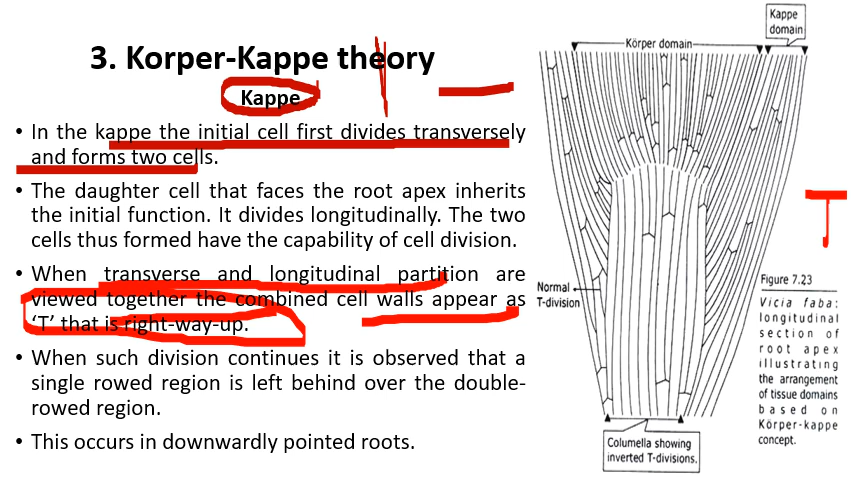 3. Korper-Kappe theory
Kappe
• In the kappe the initial cell first divides transversely
and forms two cells.
• The daughter cell that faces the root apex inherits
the initial function. It divides longitudinally. The two
cells thus formed have the capability of cell division.
• When transverse and longitudinal partition are
viewed together the combined cell walls appear as
‘T’ that is right-way-up.
• When such division continues it is observed that a
single rowed region is left behind over the double-
rowed region.
• This occurs in downwardly pointed roots.
Kappe
domain
Körper domain
Normal
T-division
Columella showing
inverted T-divisions.
Figure 7.23
Vicia faba:
longitudinal
section of
root apex
illustrating
the arrangement
of tissue domains
based on
Körper-kappe
concept.
T